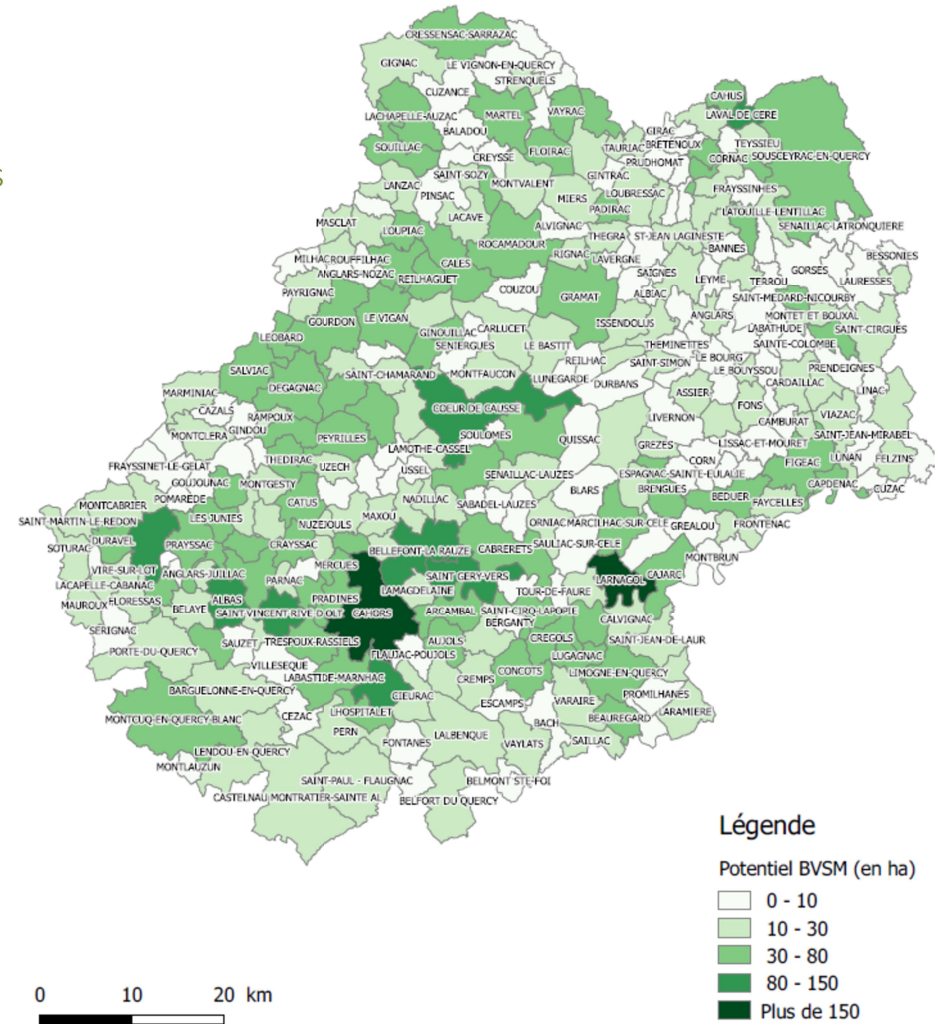 CRESSENSAC-SARRAZAC
GIGNAC
LE VIGNON-EN-QUERCY
STRENQUELS
CUZANCE
CAHUS
LACHAPELLE-AUZAC
MARTEL
VAYRAC
LAVAL DE CERE
BALADOU
GIRAC
TEYSSIEU
SOUILLAC
FLOIRAC
TAURIAC
BRETENOUX
CREYSSE
PRUDHOMAT
CORNAC
SOUSCEYRAC-EN-QUERCY
SAINT-SOZY
GINTRAC
LANZAC
MONTVALENT
LOUBRESSAC
FRAYSSINHES
PINSAC
MIERS
PADIRAC
LATOUILLE-LENTILLAC
MASCLAT
LACAVE
ALVIGNAC
SENAILLAC-LATRONQUIERE
LOUPIAC
ROCAMADOUR
THEGRA
ST-JEAN LAGINESTE
BANNES
MILHAC
ROUFFILHAC
CALES
RIGNAC
LAVERGNE
BESSONIES
ANGLARS-NOZAC
REILHAGUET
SAIGNES
GORSES
PAYRIGNAC
COUZOU
GRAMAT
ALBIAC
LEYME
TERROU
LAURESSES
SAINT-MEDARD-NICOURBY
GOURDON
LE VIGAN
ISSENDOLUS
ANGLARS
MONTET ET BOUXAL
LEOBARD
GINOUILLAC
CARLUCET
LABATHUDE
SAINT-CIRGUES
SENIERGUES
LE BASTIT
THEMINETTES
SAINTE-COLOMBE
SALVIAC
SAINT-CHAMARAND
MONTFAUCON
REILHAC
SAINT-SIMON
LE BOURG
PRENDEIGNES
LE BOUYSSOU
DEGAGNAC
LUNEGARDE
DURBANS
CARDAILLAC
LINAC
MARMINIAC
ASSIER
CAZALS
RAMPOUX
COEUR DE CAUSSE
LIVERNON
FONS
VIAZAC
GINDOU
CAMBURAT
MONTCLERA
PEYRILLES
SOULOMES
QUISSAC
GREZES
LISSAC-ET-MOURET
SAINT-JEAN-MIRABEL
LAMOTHE-CASSEL
CORN
LUNAN
FELZINS
FRAYSSINET-LE-GELAT
THEDIRAC
UZECH
USSEL
SENAILLAC-LAUZES
ESPAGNAC-SAINTE-EULALIE
FIGEAC
GOUJOUNAC
MONTGESTY
BLARS
BRENGUES
CAPDENAC
CUZAC
MONTCABRIER
POMAREDE
CATUS
NADILLAC
SABADEL-LAUZES
BEDUER
FAYCELLES
SAINT-MARTIN-LE-REDON
LES JUNIES
MAXOU
ORNIAC
MARCILHAC-SUR-CELE
GREALOU
FRONTENAC
NUZEJOULS
SOTURAC
DURAVEL
PRAYSSAC
CRAYSSAC
BELLEFONT-LA RAUZE
CABRERETS
SAULIAC-SUR-CELE
MONTBRUN
VIRE-SUR-LOT
ANGLARS-JUILLAC
PARNAC
MERCUES
SAINT GERY-VERS
LARNAGOL
CAJARC
LACAPELLE-CABANAC
LAMAGDELAINE
TOUR-DE-FAURE
MAUROUX
FLORESSAS
BELAYE
ALBAS
PRADINES
SAINT-VINCENT-RIVE D'OLT
CAHORS
ARCAMBAL
SAINT-CIRQ-LAPOPIE
CALVIGNAC
BERGANTY
SERIGNAC
SAUZET
TRESPOUX-RASSIELS
AUJOLS
CREGOLS
SAINT-JEAN-DE-LAUR
PORTE-DU-QUERCY
FLAUJAC-POUJOLS
LUGAGNAC
VILLESEQUE
LABASTIDE-MARNHAC
CREMPS
CONCOTS
LIMOGNE-EN-QUERCY
BARGUELONNE-EN-QUERCY
CIEURAC
PROMILHANES
ESCAMPS
VARAIRE
MONTCUQ-EN-QUERCY-BLANC
CEZAC
LHOSPITALET
LARAMIERE
BACH
BEAUREGARD
PERN
FONTANES
LALBENQUE
VAYLATS
SAILLAC
LENDOU-EN-QUERCY
MONTLAUZUN
SAINT-PAUL - FLAUGNAC
BELMONT STE-FOI
CASTELNAU MONTRATIER-SAINTE AL
BELFORT DU QUERCY
Légende
Potentiel BVSM (en ha)
0 - 10
10 - 30
30 - 80
80 - 150
Plus de 150
0 10 20 km